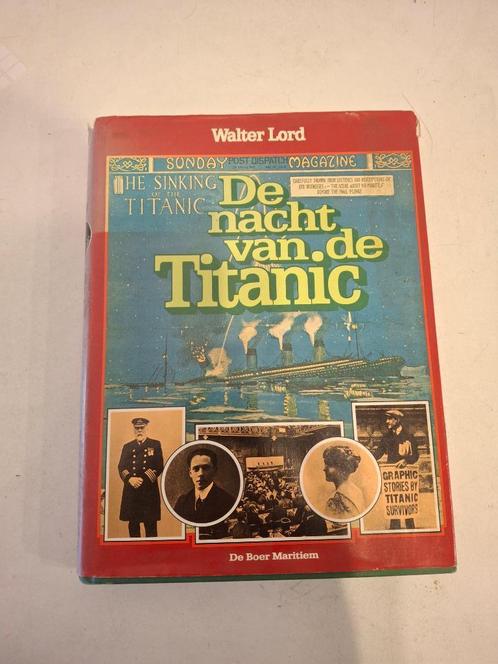 Walter Lord
SUNDAY POST DISPATCH MAGAZINE
THE SINKING
OF THE
TITANIC
De
nacht
van de
Titanic
GRAPHIC
STORIES BY
TITANIC
SURVIVORS
De Boer Maritiem